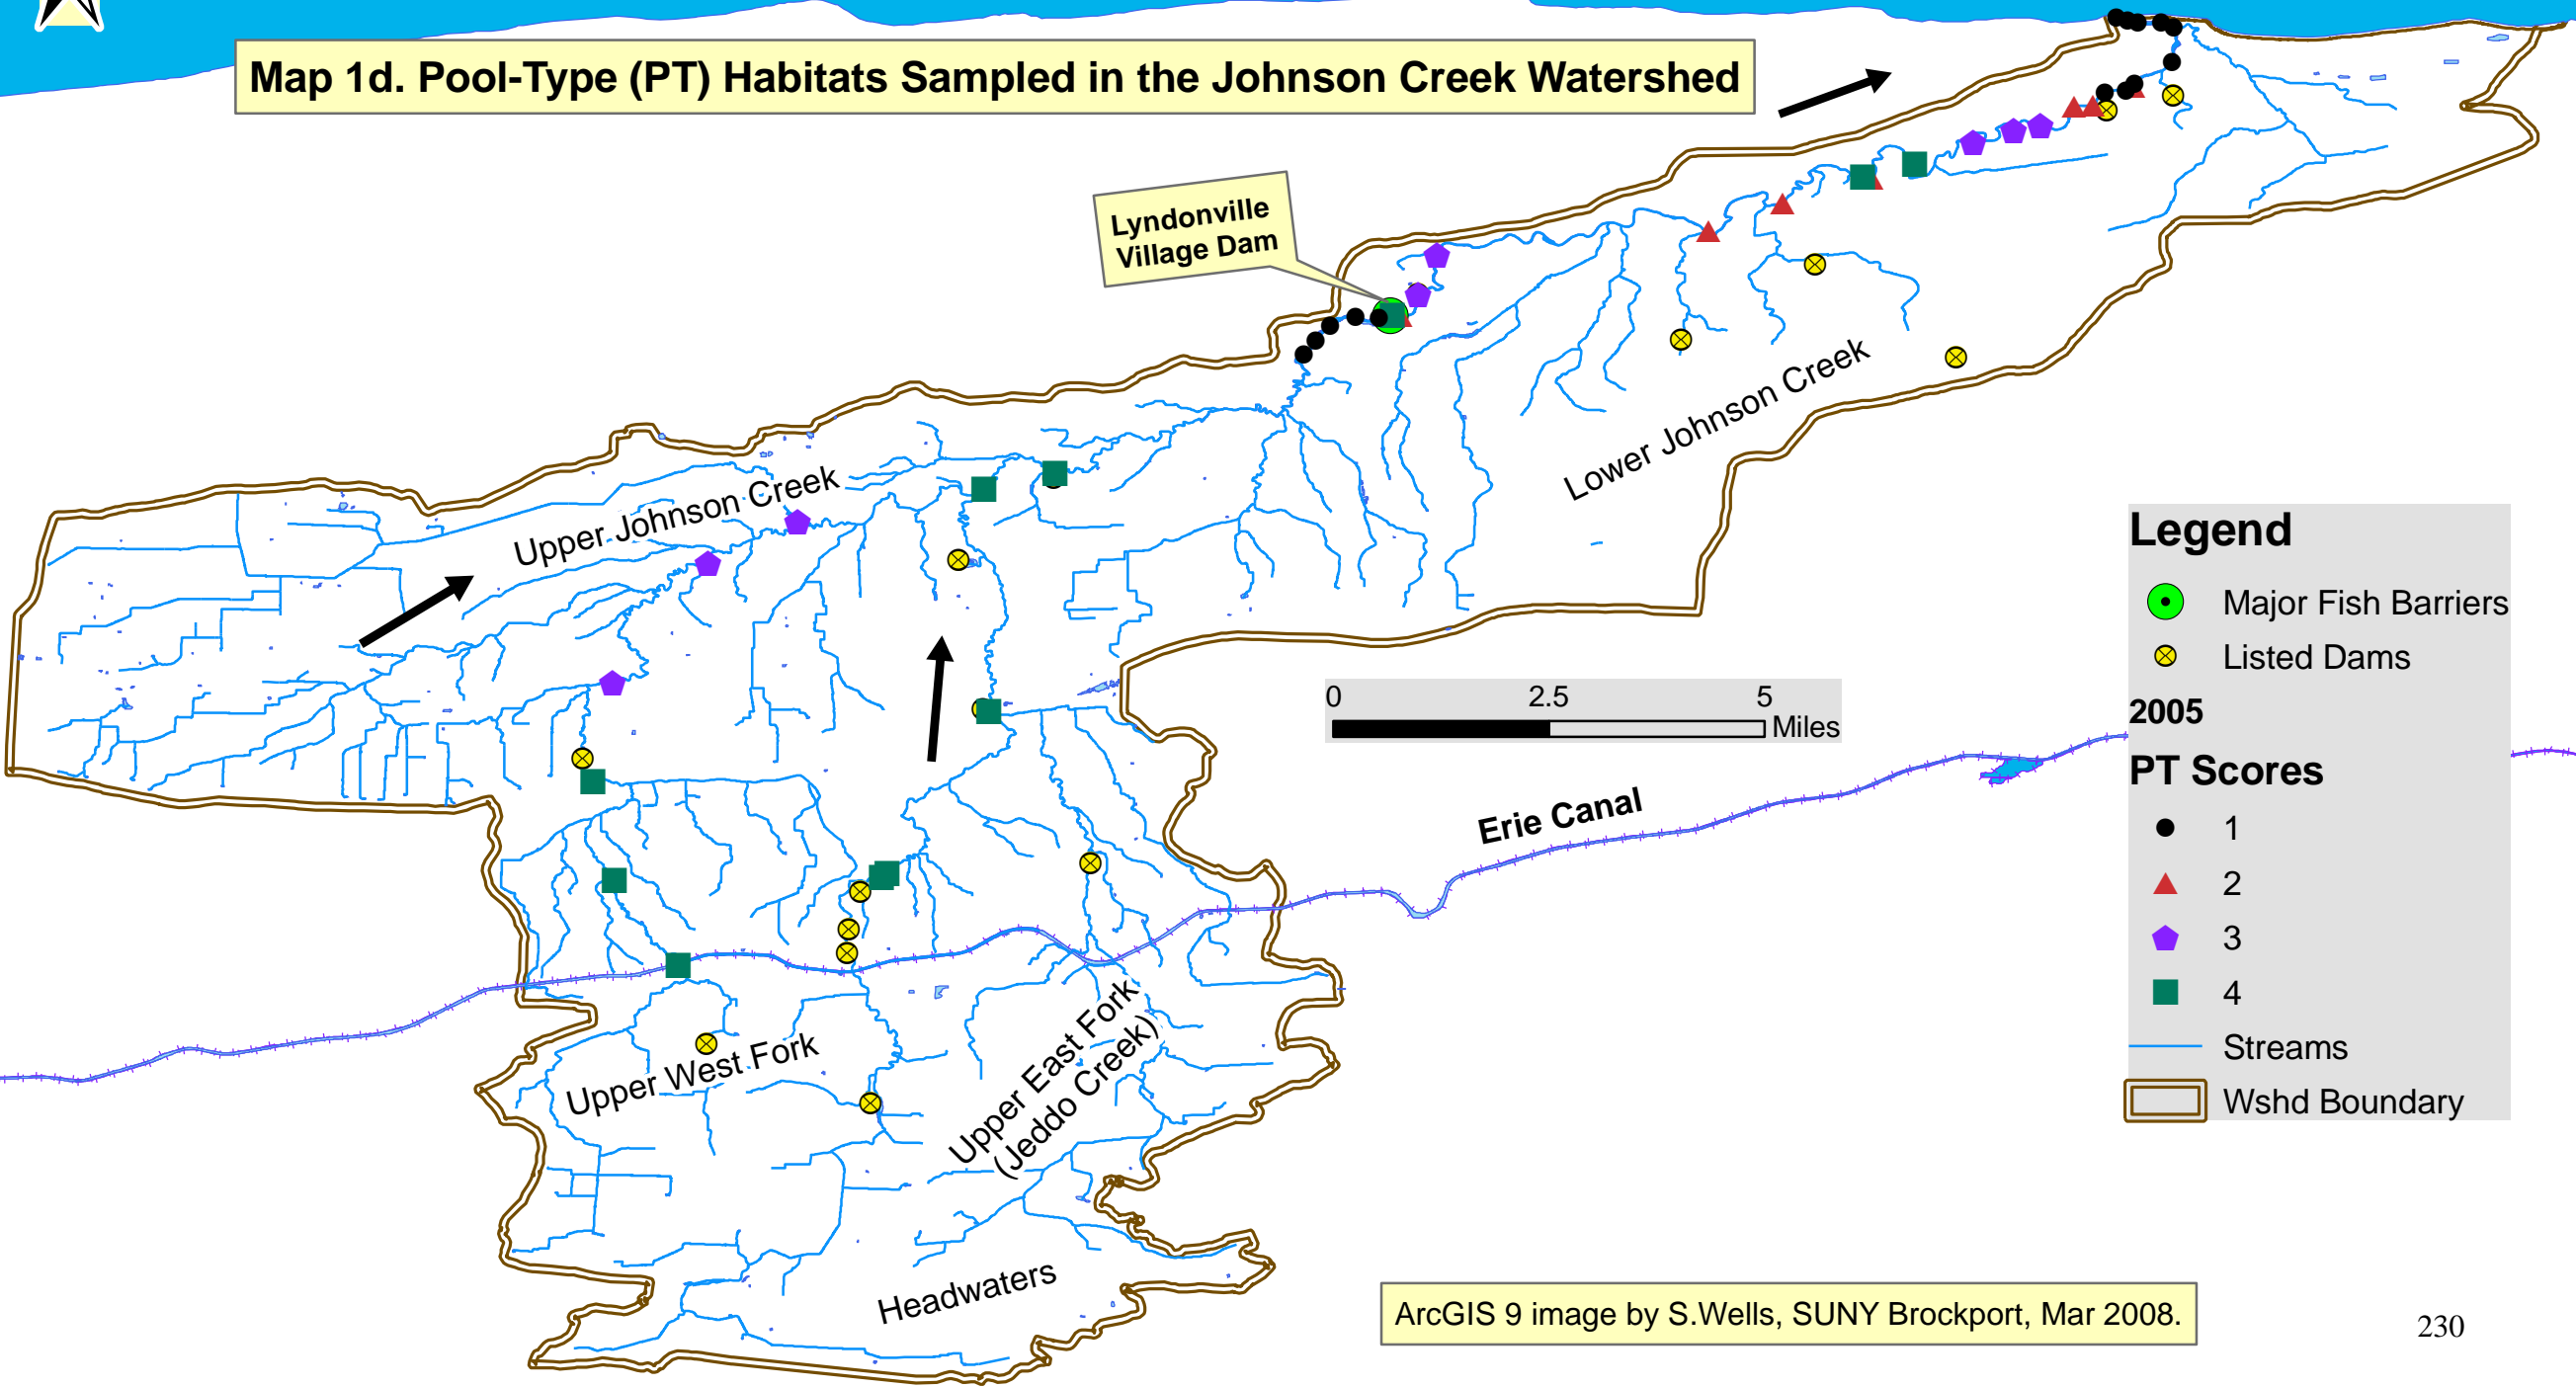 Map 1d. Pool-Type (PT) Habitats Sampled in the Johnson Creek Watershed
Lyndonville
Village Dam
Lower Johnson Creek
Upper Johnson Creek
0 2.5 5
Miles
Erie Canal
Upper West Fork
Upper East Fork
(Jeddo Creek)
Headwaters
Legend
Major Fish Barriers
Listed Dams
2005
PT Scores
1
2
3
4
Streams
Wshd Boundary
ArcGIS 9 image by S.Wells, SUNY Brockport, Mar 2008.
230